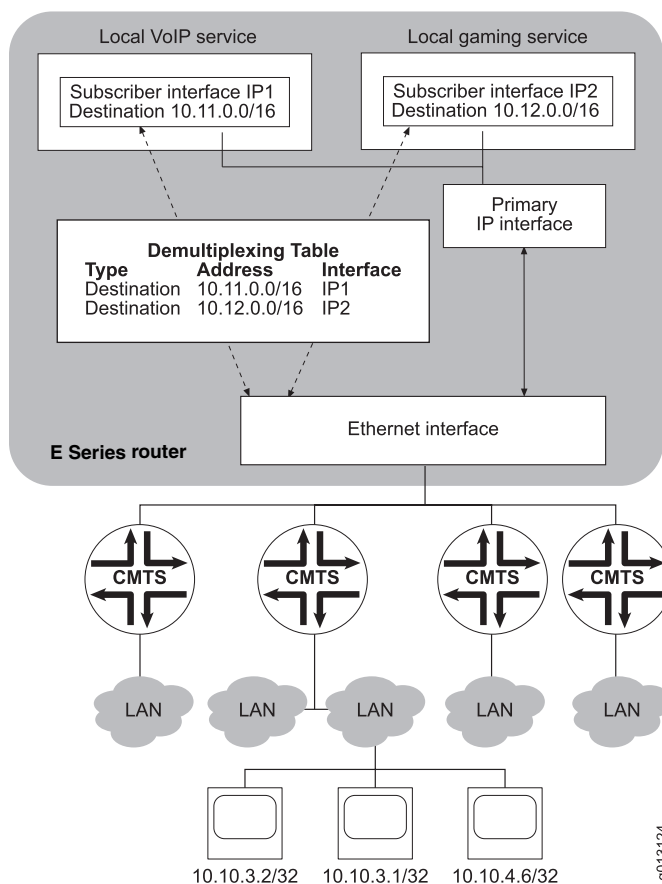 Local VoIP service
Local gaming service
Subscriber interface IP1
Destination 10.11.0.0/16
Subscriber interface IP2
Destination 10.12.0.0/16
Primary
IP interface
Demultiplexing Table
Type Address Interface
Destination 10.11.0.0/16 IP1
Destination 10.12.0.0/16 IP2
Ethernet interface
E Series router
CMTS CMTS CMTS CMTS
LAN LAN LAN LAN LAN
10.10.3.2/32 10.10.3.1/32 10.10.4.6/32
g013124